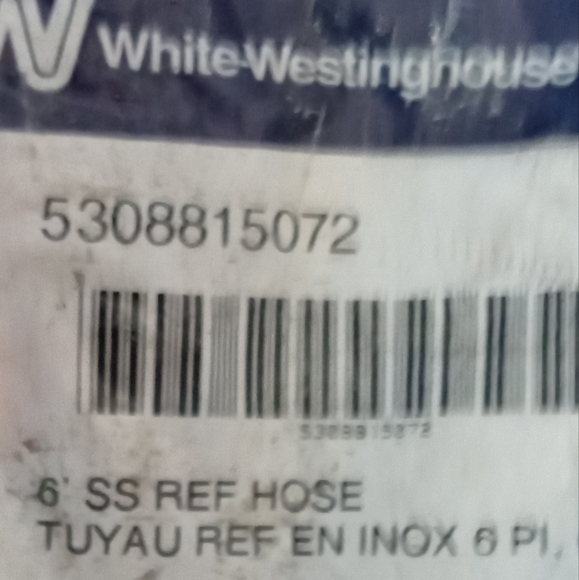 White-Westinghouse
5308815072
5308815072
6' SS REF HOSE
TUYAU REF EN INOX 6 PI.